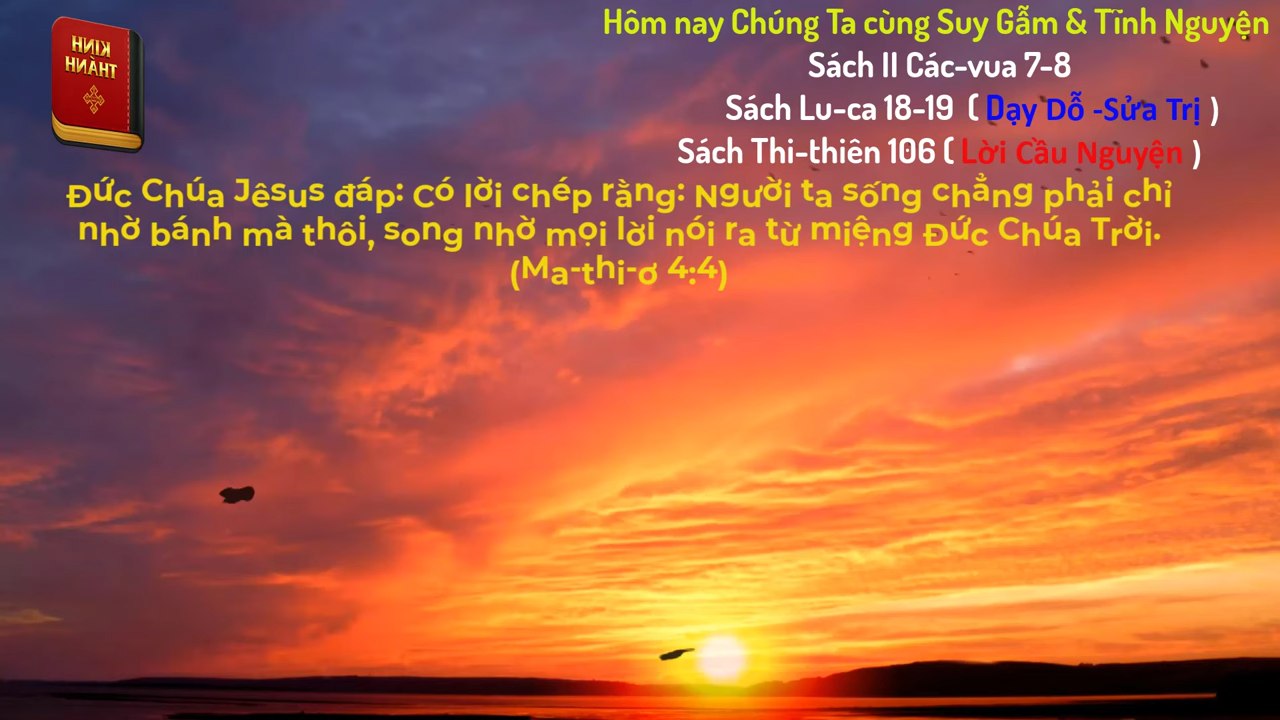 KINH
THÁNH
Hôm nay Chúng Ta cùng Suy Gẫm & Tĩnh Nguyện
Sách II Các-vua 7-8
Sách Lu-ca 18-19 ( Dạy Dỗ -Sửa Trị )
Sách Thi-thiên 106 ( Lời Cầu Nguyện )
Đức Chúa Jêsus đáp: Có lời chép rằng: Người ta sống chẳng phải chỉ
nhờ bánh mà thôi, song nhờ mọi lời nói ra từ miệng Đức Chúa Trời.
(Ma-thi-ơ 4:4)